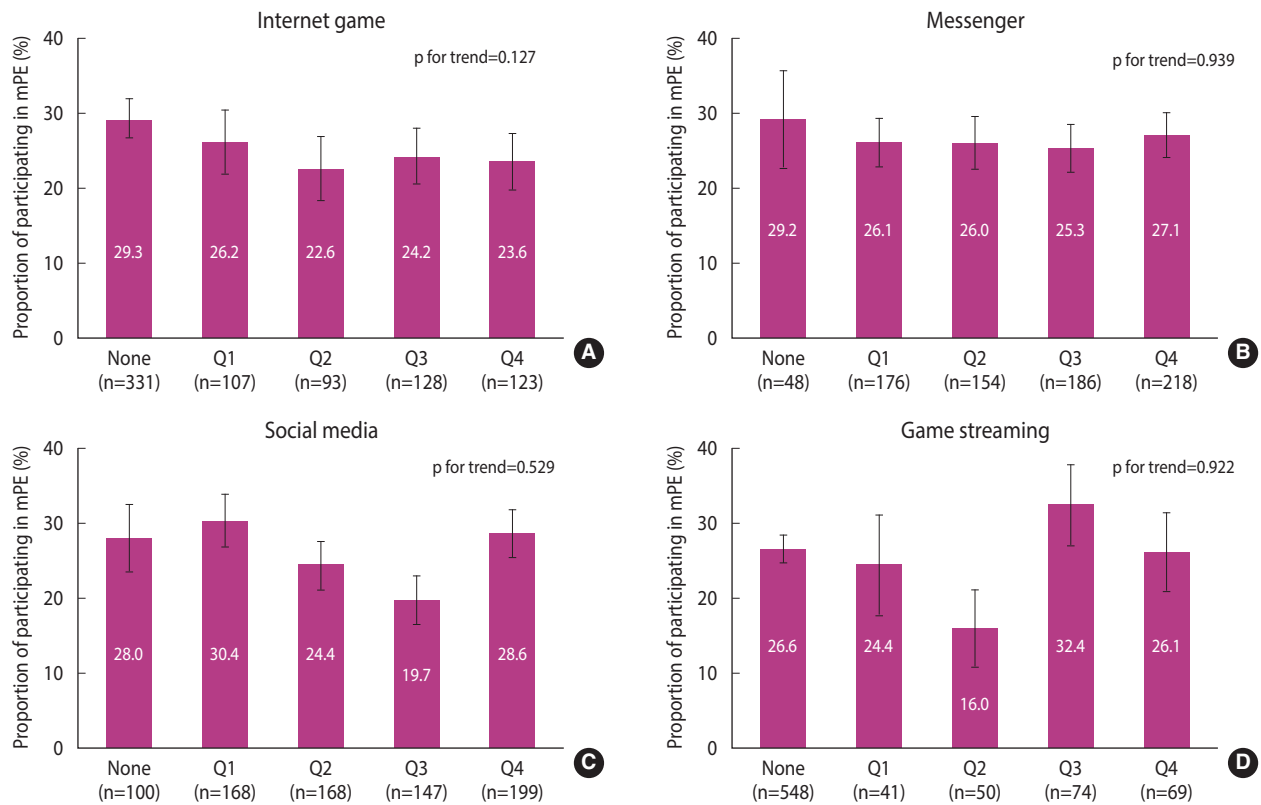 Internet game
p for trend=0.127
Proportion of participating in mPE (%)
40
30
20
10
0
29.3
26.2
22.6
24.2
23.6
None Q1 Q2 Q3 Q4
(n=331) (n=107) (n=93) (n=128) (n=123)
A
Messenger
p for trend=0.939
Proportion of participating in mPE (%)
40
30
20
10
0
29.2
26.1
26.0
25.3
27.1
None Q1 Q2 Q3 Q4
(n=48) (n=176) (n=154) (n=186) (n=218)
B
Social media
p for trend=0.529
Proportion of participating in mPE (%)
40
30
20
10
0
28.0
30.4
24.4
19.7
28.6
None Q1 Q2 Q3 Q4
(n=100) (n=168) (n=168) (n=147) (n=199)
C
Game streaming
p for trend=0.922
Proportion of participating in mPE (%)
40
30
20
10
0
26.6
24.4
16.0
32.4
26.1
None Q1 Q2 Q3 Q4
(n=548) (n=41) (n=50) (n=74) (n=69)
D